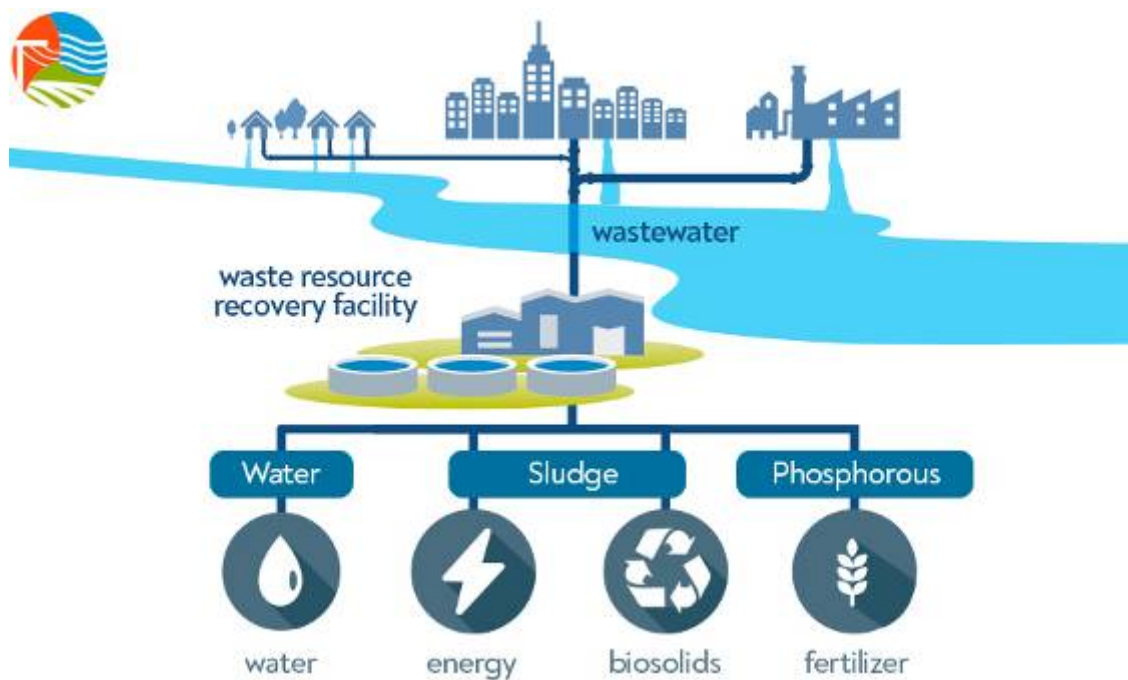 wastewater
waste resource
recovery facility
Water
Sludge
Phosphorous
water
energy
biosolids
fertilizer